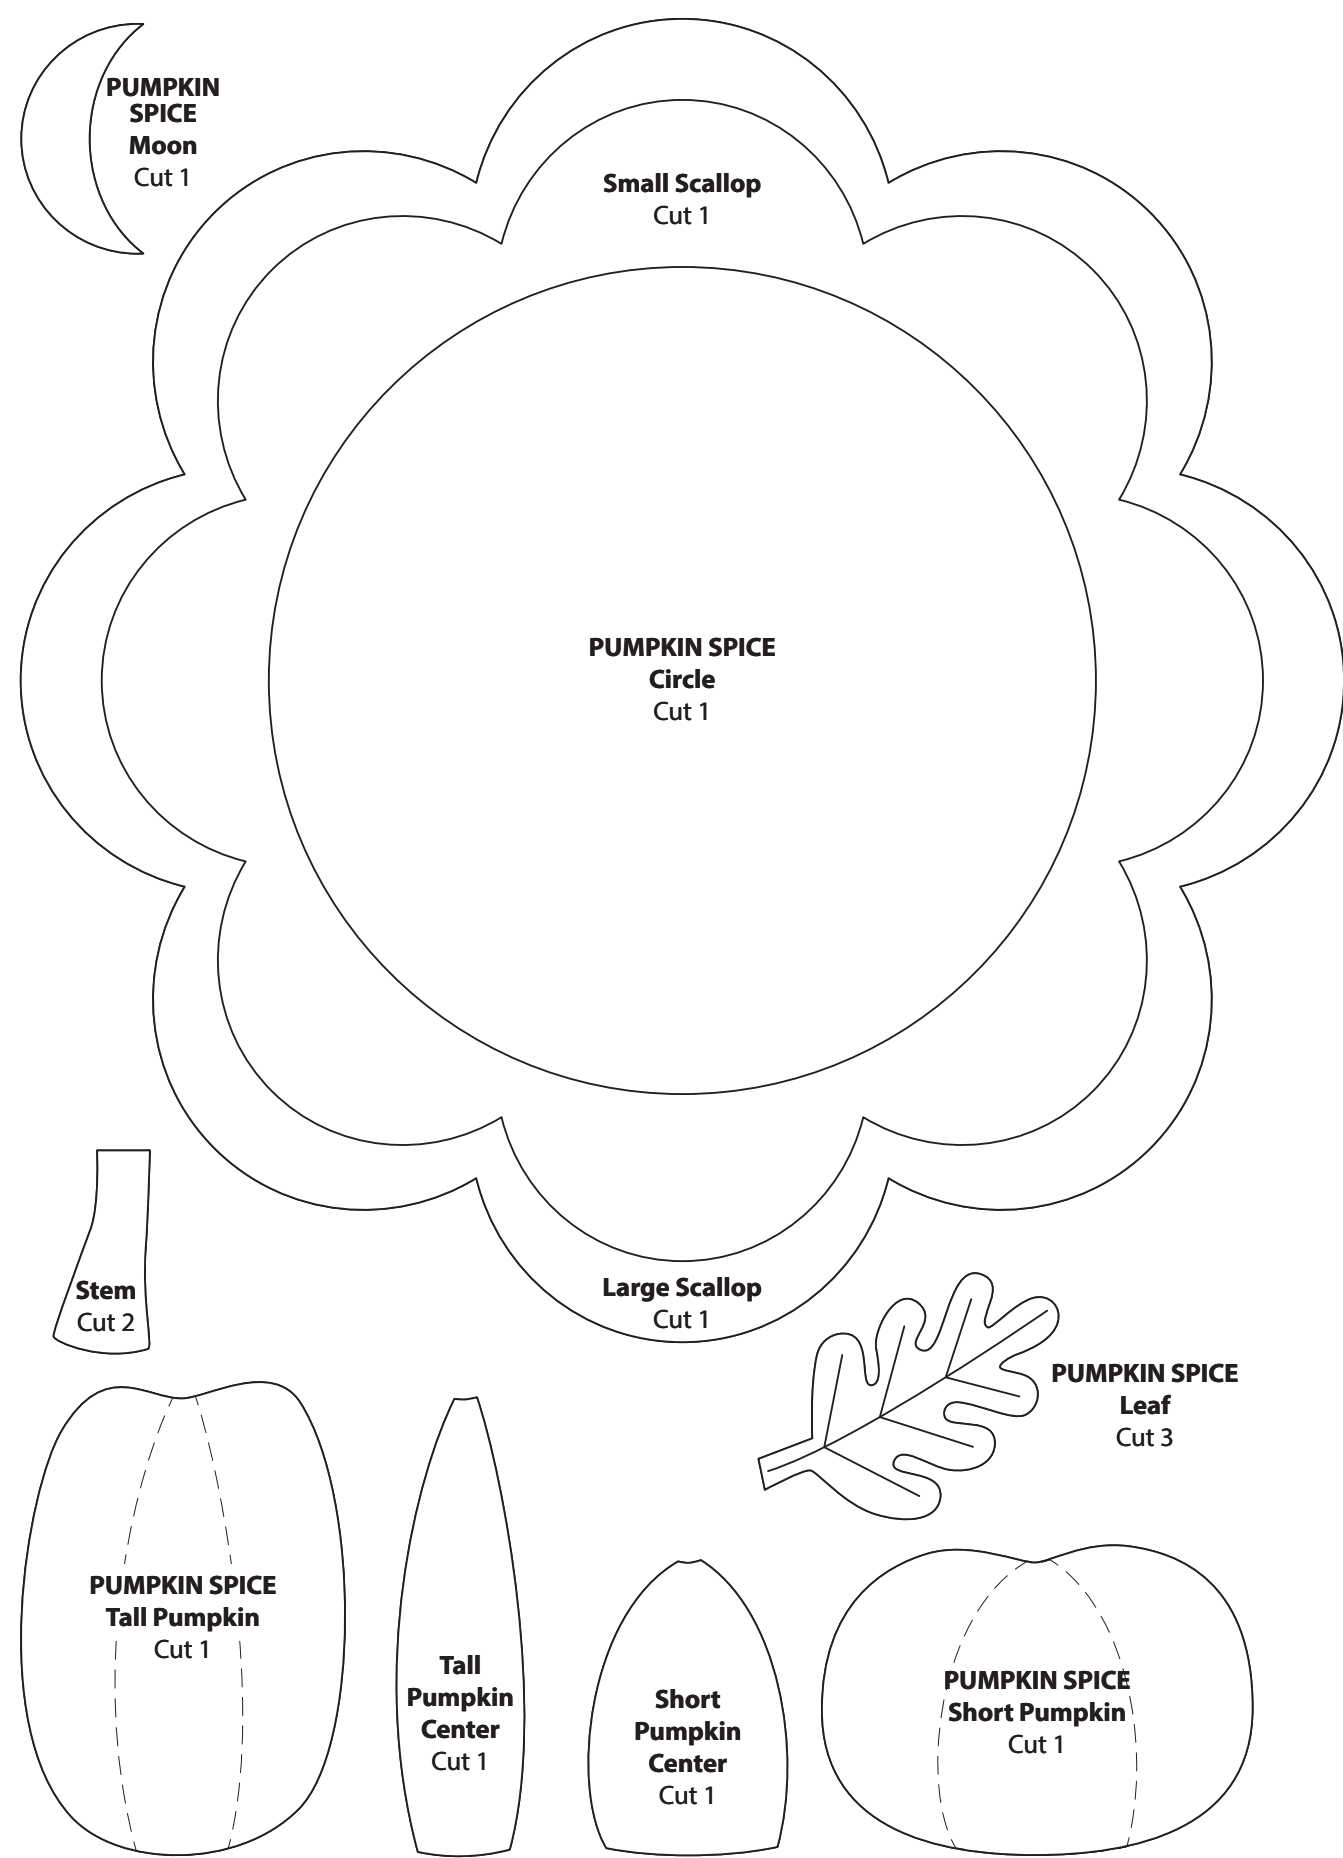 PUMPKIN
SPICE
Moon
Cut 1
Small Scallop
Cut 1
PUMPKIN SPICE
Circle
Cut 1
Stem
Cut 2
Large Scallop
Cut 1
PUMPKIN SPICE
Leaf
Cut 3
PUMPKIN SPICE
Tall Pumpkin
Cut 1
Tall
Pumpkin
Center
Cut 1
Short
Pumpkin
Center
Cut 1
PUMPKIN SPICE
Short Pumpkin
Cut 1